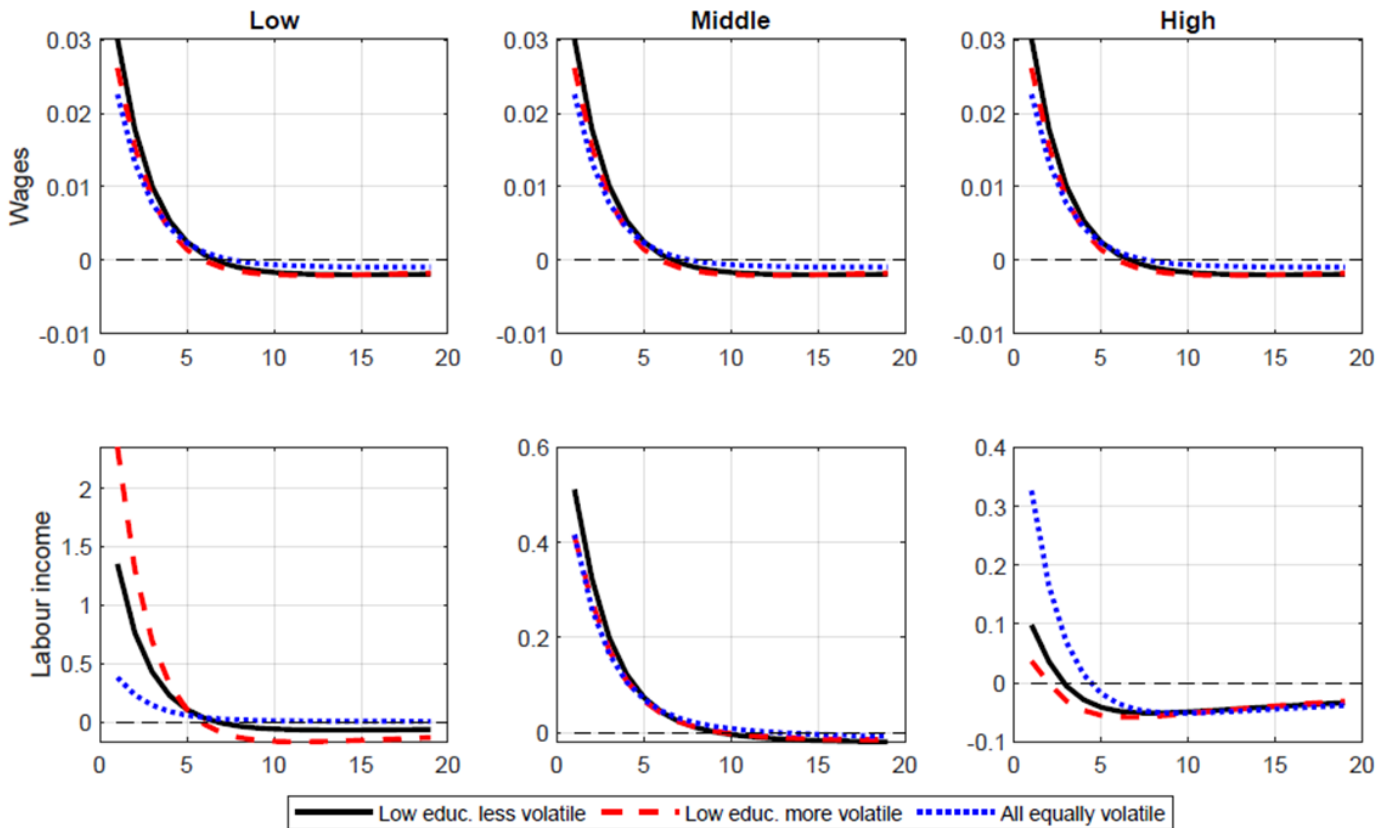 Low Middle High
Wages
0.03 0.03 0.03
0.02 0.02 0.02
0.01 0.01 0.01
0 0 0
-0.01 -0.01 -0.01
0 5 10 15 20 0 5 10 15 20 0 5 10 15 20
Labour income
2 0.6 0.4
1.5 0.4 0.3
1 0.2 0.2
0.5 0 0.1
0 0
-0.1
0 5 10 15 20 0 5 10 15 20 0 5 10 15 20
Low educ. less volatile Low educ. more volatile All equally volatile